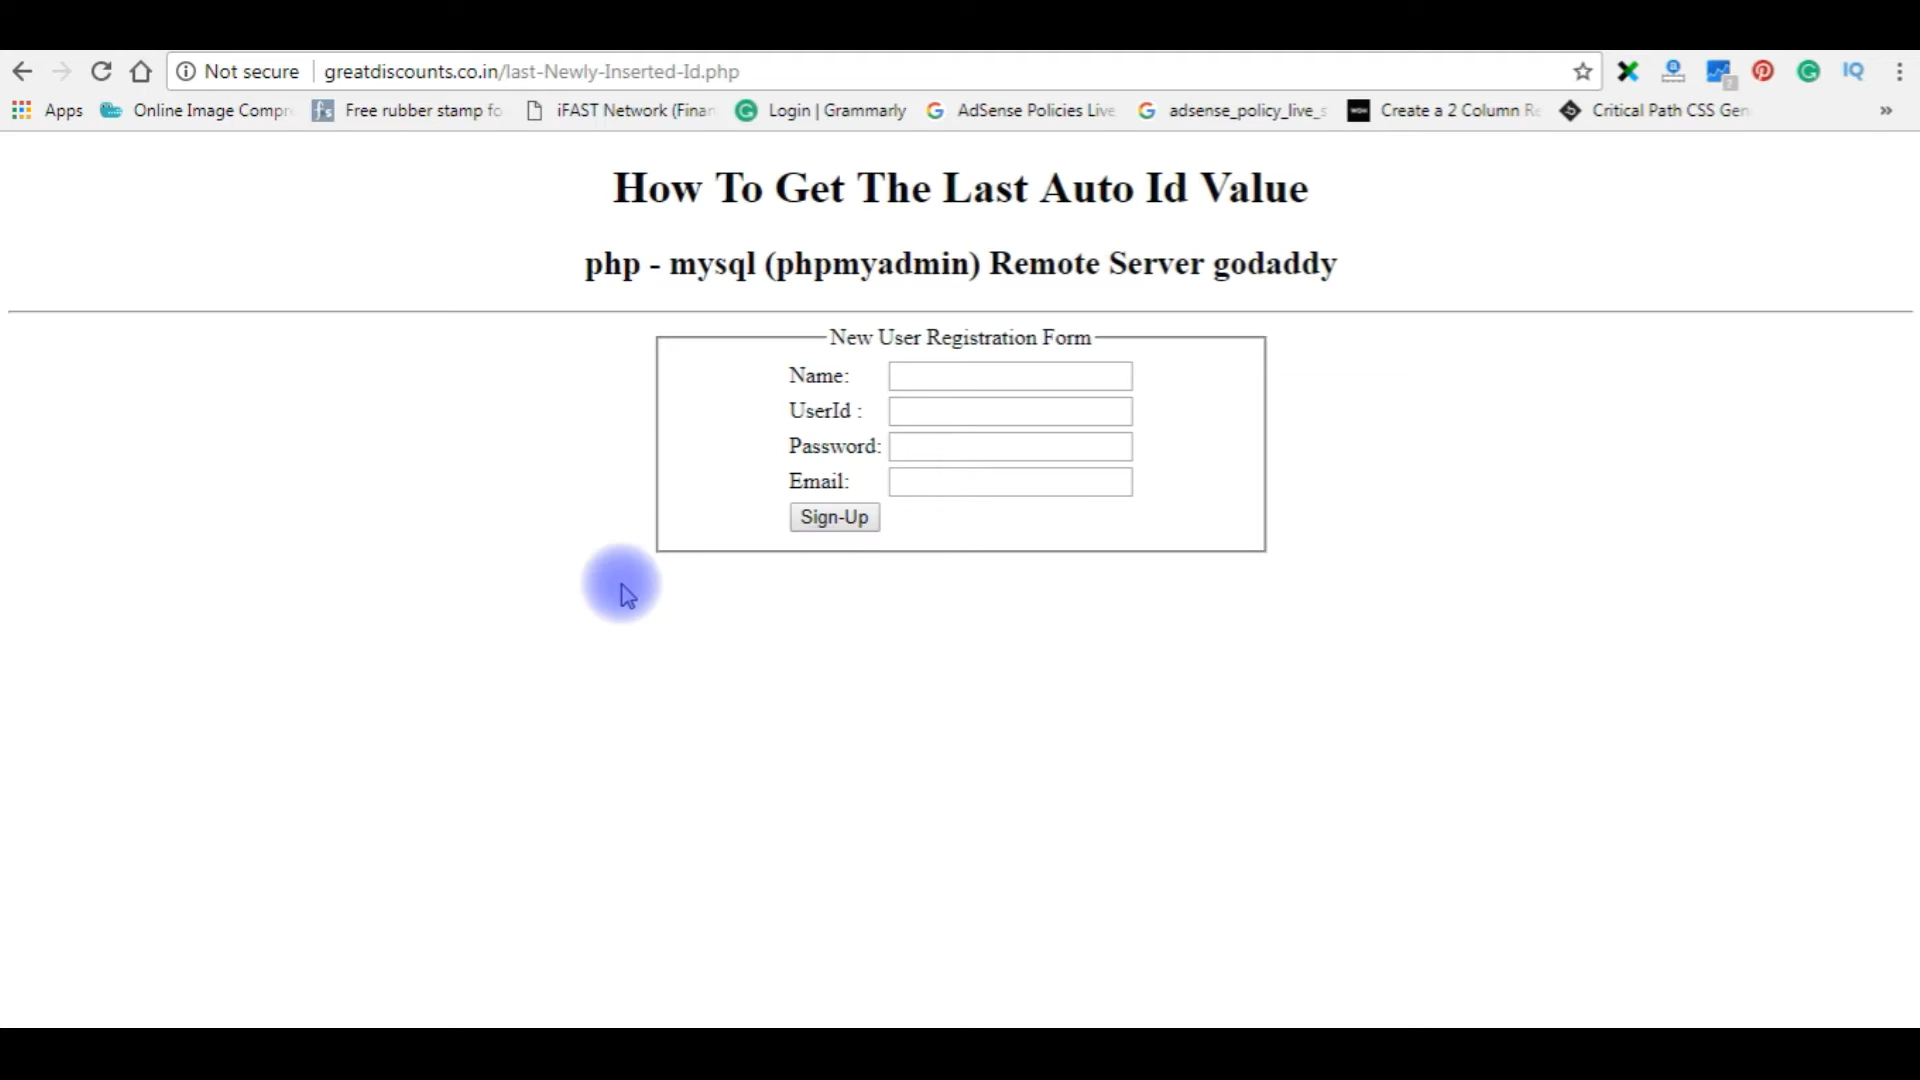 Not secure greatdiscounts.co.in/last-Newly-Inserted-Id.php
Apps Online Image Compr Free rubber stamp fo iFAST Network (Finan Login | Grammarly AdSense Policies Live adsense_policy_live_s Create a 2 Column Re Critical Path CSS Gen »
How To Get The Last Auto Id Value
php - mysql (phpmyadmin) Remote Server godaddy
New User Registration Form
Name:
UserId :
Password:
Email:
Sign-Up